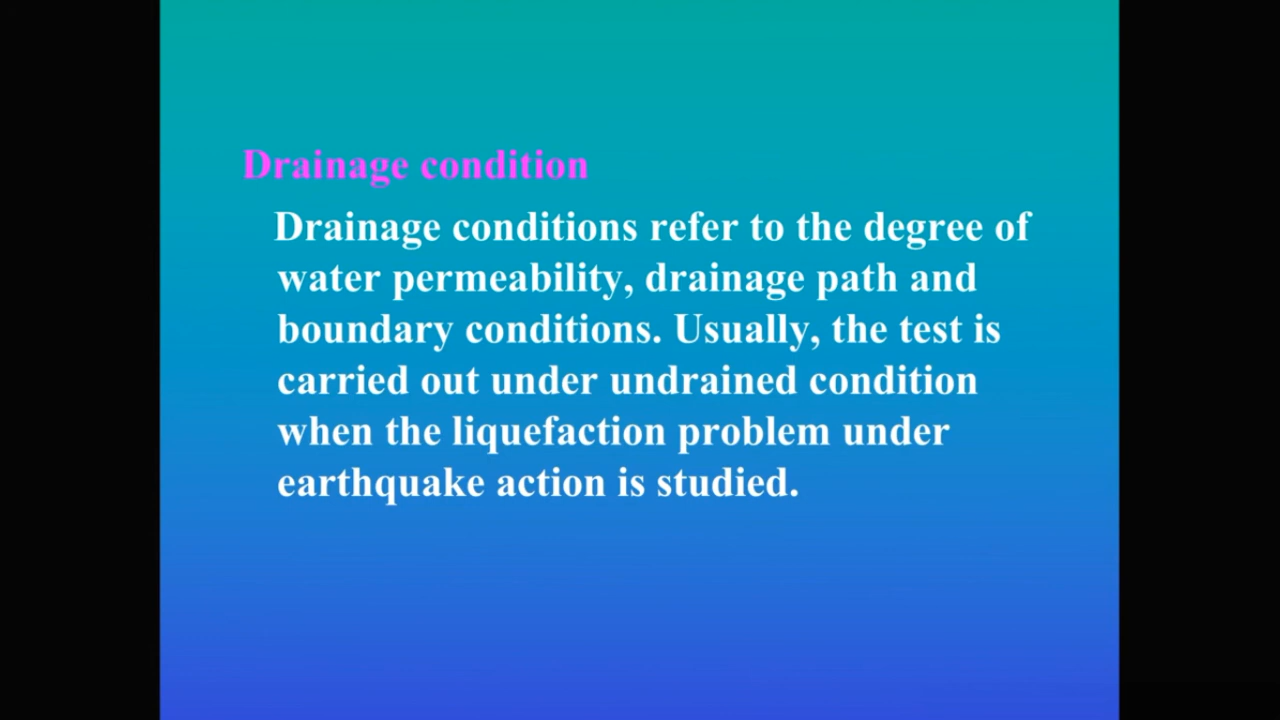 Drainage condition
Drainage conditions refer to the degree of
water permeability, drainage path and
boundary conditions. Usually, the test is
carried out under undrained condition
when the liquefaction problem under
earthquake action is studied.